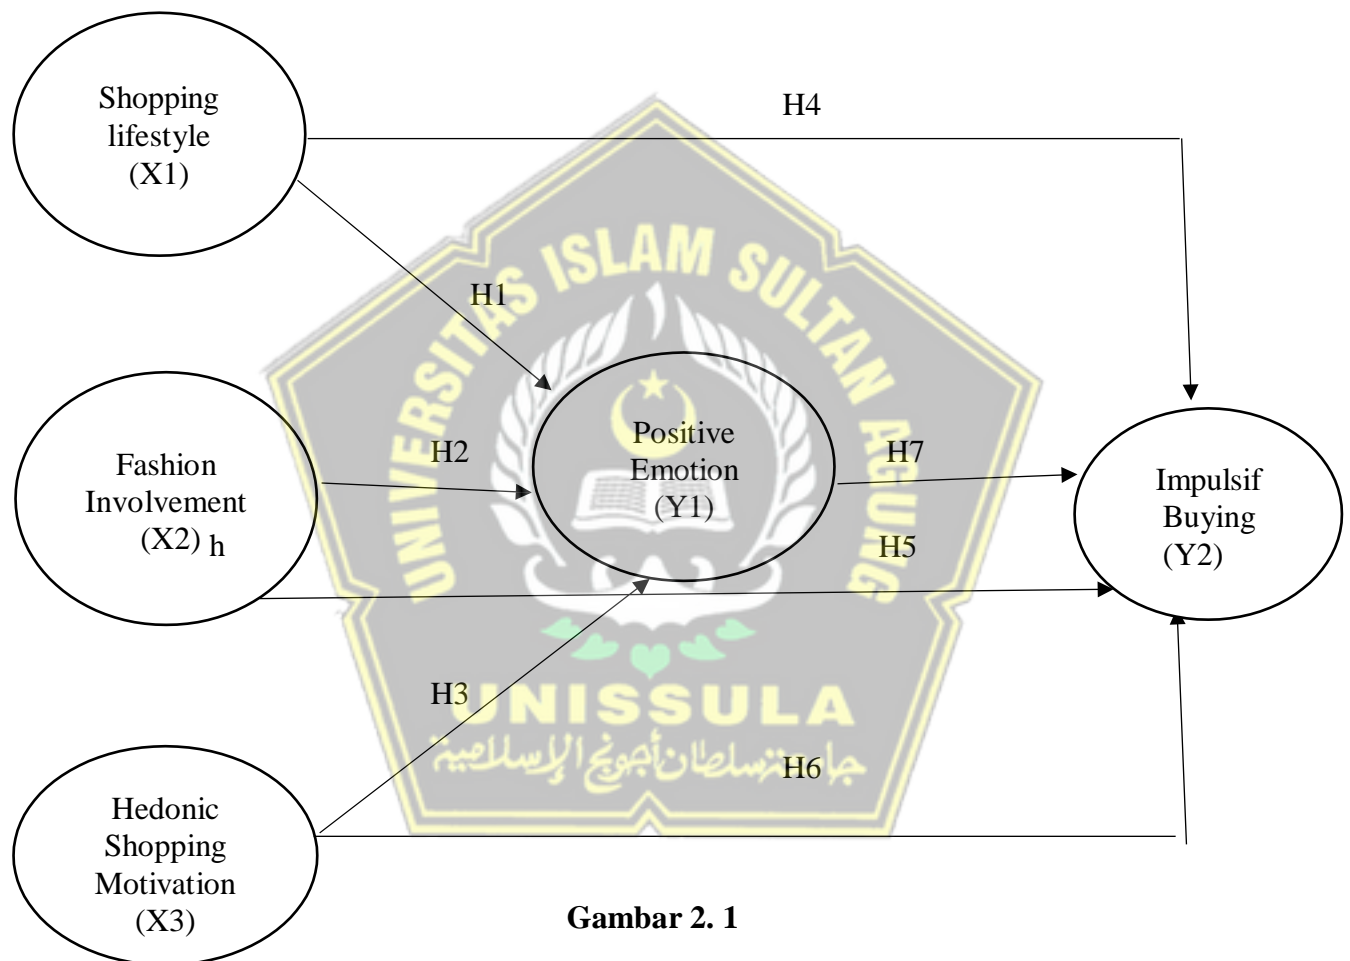 Shopping
lifestyle
(X1)
H4
H1
UNIVERSITAS ISLAM SULTAN AGUNG
Fashion
Involvement
(X2) h
H2
Positive
Emotion
(Y1)
H7
H5
Impulsif
Buying
(Y2)
H3
UNISSULA
جامعة سلطان أجونج الإسلامية
H6
Hedonic
Shopping
Motivation
(X3)
Gambar 2. 1